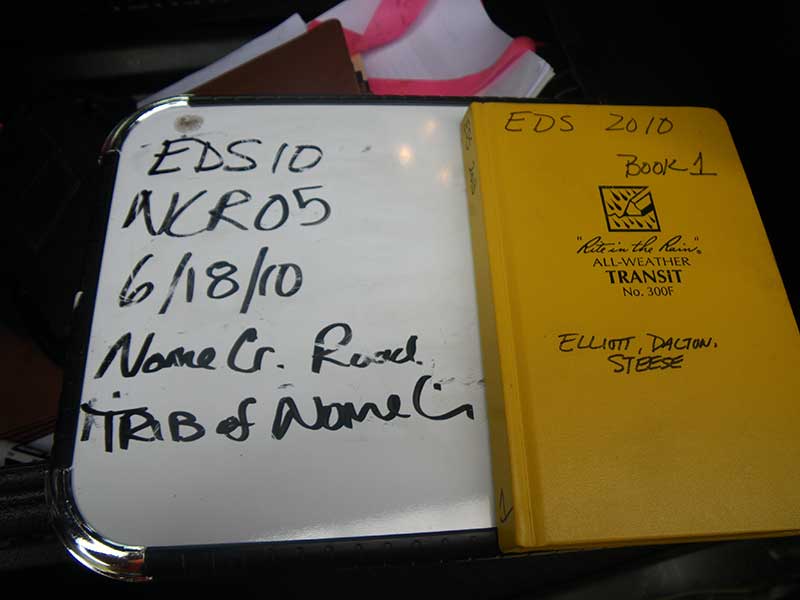 EDS10
NCR05
6/18/10
Nome Cr. Road
TRIB of Nome Cr
EDS 2010
Book 1
"Rite in the Rain"®
ALL-WEATHER
TRANSIT
No. 300F
ELLIOTT, DALTON.
STEESE